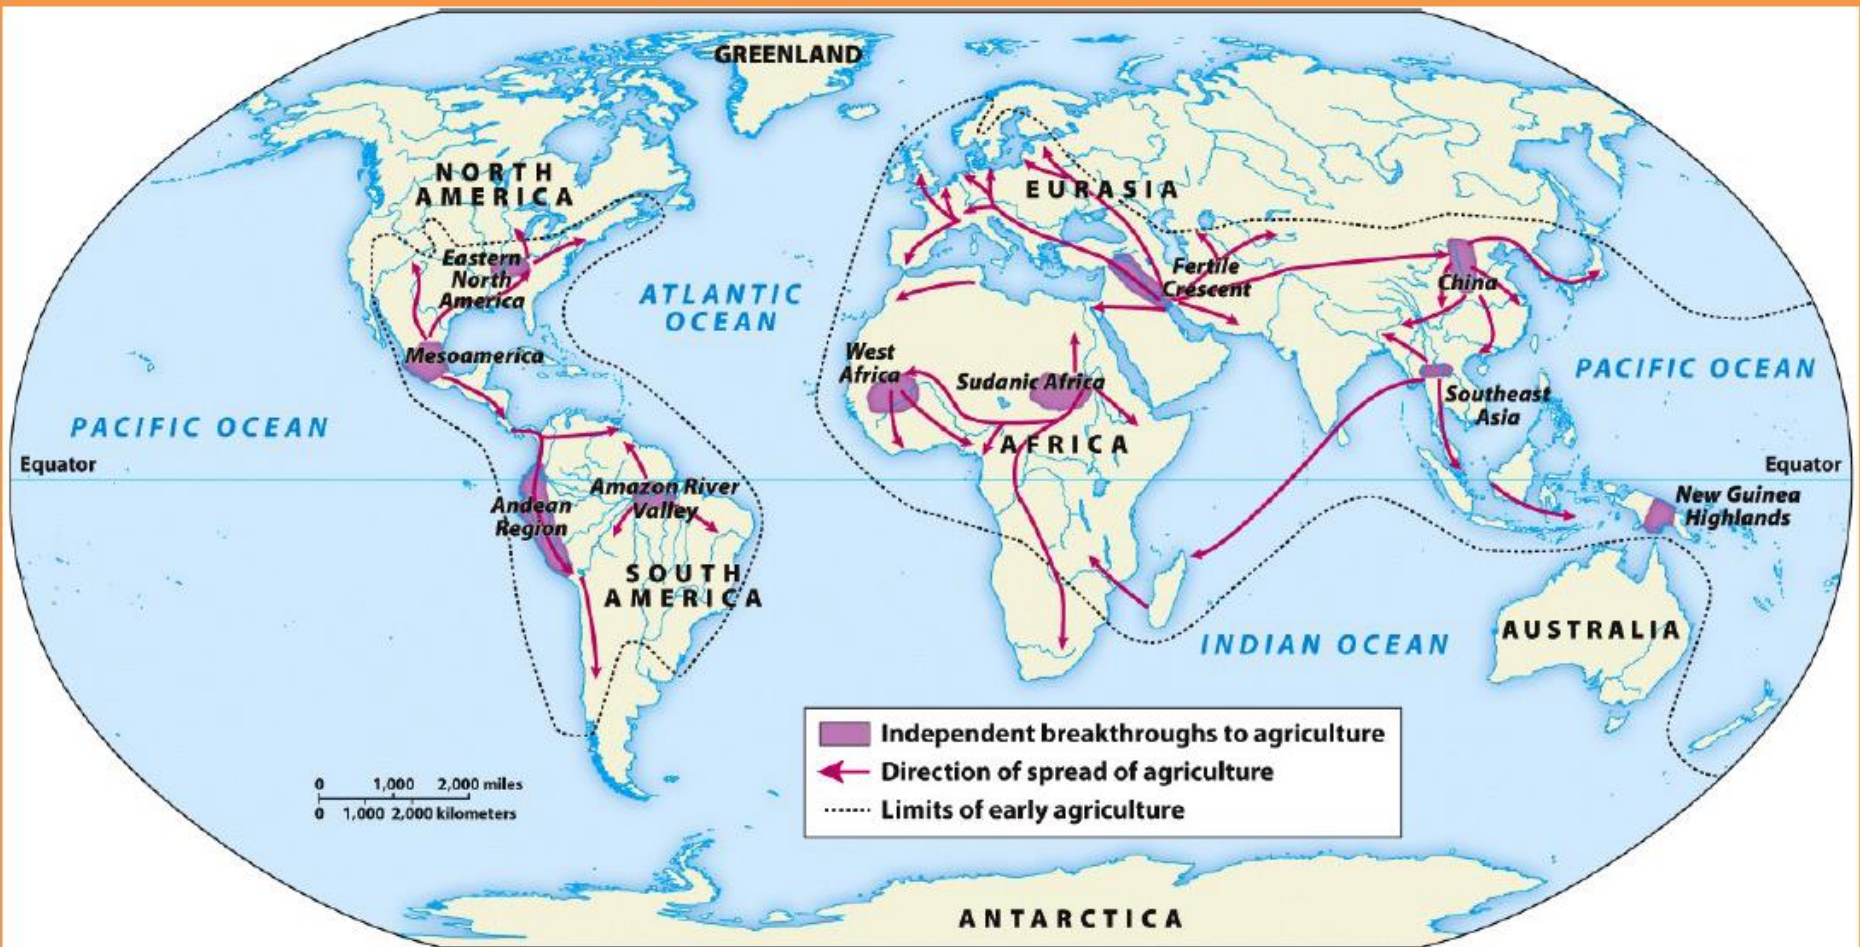 GREENLAND
NORTH
AMERICA
EURASIA
Eastern
North
America
Fertile
Crescent
China
ATLANTIC
OCEAN
Mesoamerica
West
Africa
Sudanic Africa
PACIFIC OCEAN
Southeast
Asia
PACIFIC OCEAN
AFRICA
Equator
Equator
Amazon River
Valley
Andean
Region
New Guinea
Highlands
SOUTH
AMERICA
INDIAN OCEAN
AUSTRALIA
Independent breakthroughs to agriculture
Direction of spread of agriculture
Limits of early agriculture
0 1,000 2,000 miles
0 1,000 2,000 kilometers
ANTARCTICA